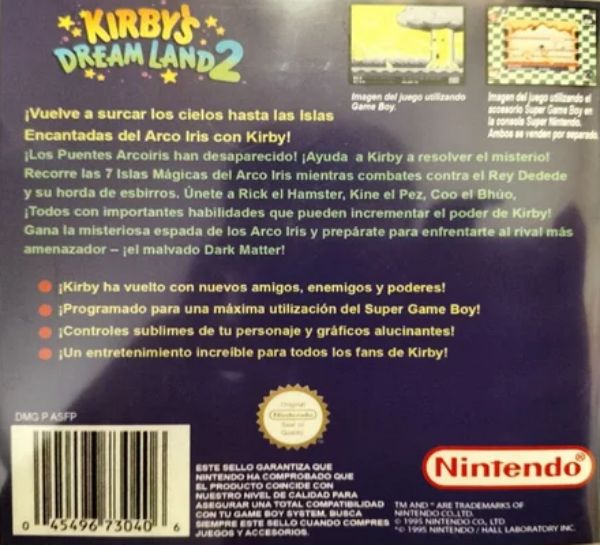 KIRBY'S
DREAM LAND 2
Imagen del juego utilizando
Game Boy.
Imagen del juego utilizando el
accesorio Super Game Boy en
la consola Super Nintendo.
Ambos se venden por separado.
¡Vuelve a surcar los cielos hasta las Islas
Encantadas del Arco Iris con Kirby!
¡Los Puentes Arcoiris han desaparecido! ¡Ayuda a Kirby a resolver el misterio!
Recorre las 7 Islas Mágicas del Arco Iris mientras combates contra el Rey Dedede
y su horda de esbirros. Únete a Rick el Hamster, Kine el Pez, Coo el Bhúo,
¡Todos con importantes habilidades que pueden incrementar el poder de Kirby!
Gana la misteriosa espada de los Arco Iris y prepárate para enfrentarte al rival más
amenazador – ¡el malvado Dark Matter!
¡Kirby ha vuelto con nuevos amigos, enemigos y poderes!
¡Programado para una máxima utilización del Super Game Boy!
¡Controles sublimes de tu personaje y gráficos alucinantes!
¡Un entretenimiento increible para todos los fans de Kirby!
DMG P ASFP
Original
Nintendo
Seal of
Quality
0 45496 73040 6
ESTE SELLO GARANTIZA QUE
NINTENDO HA COMPROBADO QUE
EL PRODUCTO COINCIDE CON
NUESTRO NIVEL DE CALIDAD PARA
ASEGURAR UNA TOTAL COMPATIBILIDAD
CON TU GAME BOY SYSTEM. BUSCA
SIEMPRE ESTE SELLO CUANDO COMPRES
JUEGOS Y ACCESORIOS.
Nintendo®
TM AND ® ARE TRADEMARKS OF
NINTENDO CO.,LTD.
© 1995 NINTENDO CO, LTD
© 1995 NINTENDO / HALL LABORATORY INC.